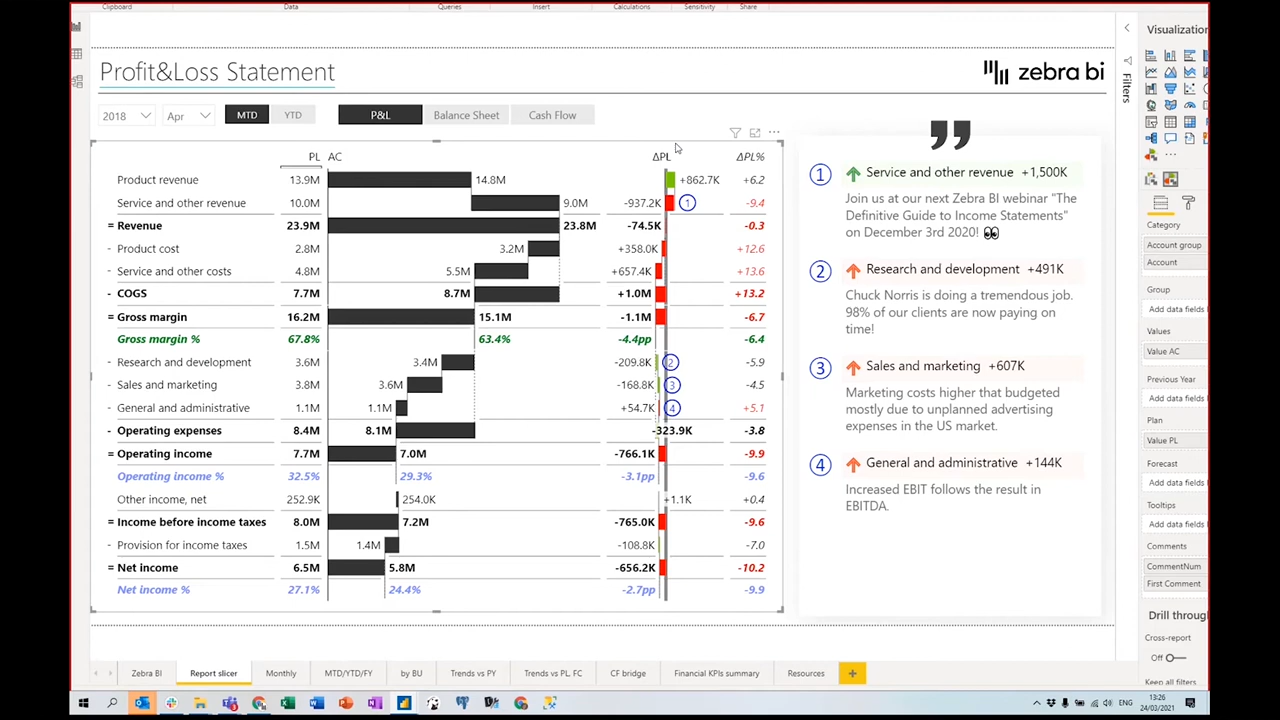 Clipboard Data Queries Insert Calculations Sensitivity Share
Profit&Loss Statement
zebra bi
2018 Apr MTD YTD P&L Balance Sheet Cash Flow
PL AC ΔPL ΔPL%
Product revenue 13.9M 14.8M +862.7K +6.2
Service and other revenue 10.0M 9.0M -937.2K 1 -9.4
= Revenue 23.9M 23.8M -74.5K -0.3
- Product cost 2.8M 3.2M +358.0K +12.6
- Service and other costs 4.8M 5.5M +657.4K +13.6
- COGS 7.7M 8.7M +1.0M +13.2
= Gross margin 16.2M 15.1M -1.1M -6.7
Gross margin % 67.8% 63.4% -4.4pp -6.4
- Research and development 3.6M 3.4M -209.8K 2 -5.9
- Sales and marketing 3.8M 3.6M -168.8K 3 -4.5
- General and administrative 1.1M 1.1M +54.7K 4 +5.1
- Operating expenses 8.4M 8.1M -323.9K -3.8
= Operating income 7.7M 7.0M -766.1K -9.9
Operating income % 32.5% 29.3% -3.1pp -9.6
Other income, net 252.9K 254.0K +1.1K +0.4
= Income before income taxes 8.0M 7.2M -765.0K -9.6
- Provision for income taxes 1.5M 1.4M -108.8K -7.0
= Net income 6.5M 5.8M -656.2K -10.2
Net income % 27.1% 24.4% -2.7pp -9.9
1 Service and other revenue +1,500K
Join us at our next Zebra BI webinar "The
Definitive Guide to Income Statements"
on December 3rd 2020! 👀
2 Research and development +491K
Chuck Norris is doing a tremendous job.
98% of our clients are now paying on
time!
3 Sales and marketing +607K
Marketing costs higher that budgeted
mostly due to unplanned advertising
expenses in the US market.
4 General and administrative +144K
Increased EBIT follows the result in
EBITDA.
Filters
Visualizations
Category
Account group
Account
Group
Add data fields
Values
Value AC
Previous Year
Add data fields
Plan
Value PL
Forecast
Add data fields
Tooltips
Add data fields
Comments
CommentNum
First Comment
Drill through
Cross-report
Off
Keep all filters
Zebra BI Report slicer Monthly MTD/YTD/FY by BU Trends vs PY Trends vs PL, FC CF bridge Financial KPIs summary Resources
ENG
13:26
24/03/2021